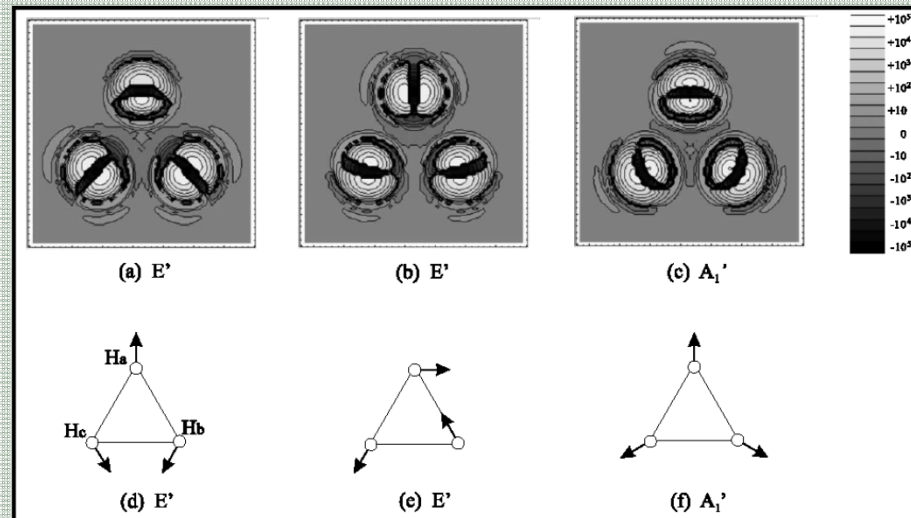 +10⁵
+10⁴
+10³
+10²
+10
0
-10
-10²
-10³
-10⁴
-10⁵
(a) E'
(b) E'
(c) A₁'
Ha
Hc
Hb
(d) E'
(e) E'
(f) A₁'